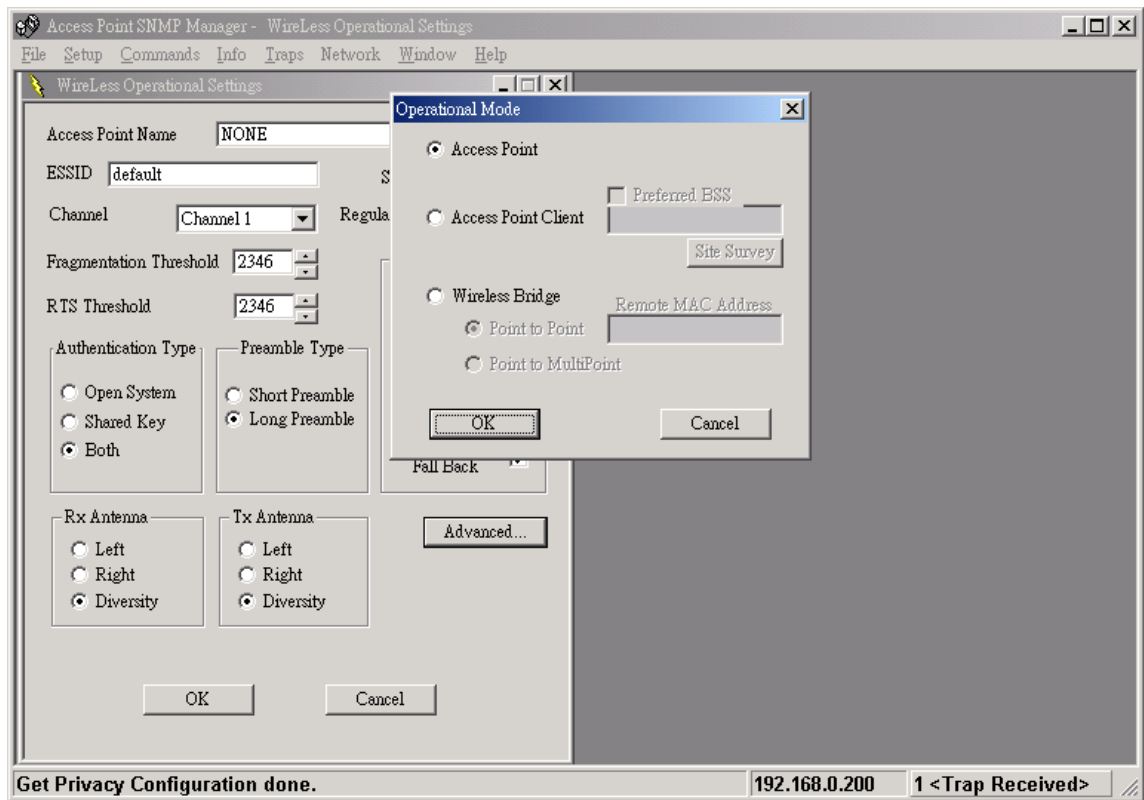 Access Point SNMP Manager - WireLess Operational Settings
File Setup Commands Info Traps Network Window Help
WireLess Operational Settings
Access Point Name NONE
ESSID default
S
Channel Channel 1
Regula
Fragmentation Threshold 2346
RTS Threshold 2346
Authentication Type
Open System
Shared Key
Both
Preamble Type
Short Preamble
Long Preamble
Fall Back
Rx Antenna
Left
Right
Diversity
Tx Antenna
Left
Right
Diversity
Advanced...
OK Cancel
Operational Mode
Access Point
Access Point Client
Preferred BSS
Site Survey
Wireless Bridge
Remote MAC Address
Point to Point
Point to MultiPoint
OK Cancel
Get Privacy Configuration done. 192.168.0.200 1 <Trap Received>